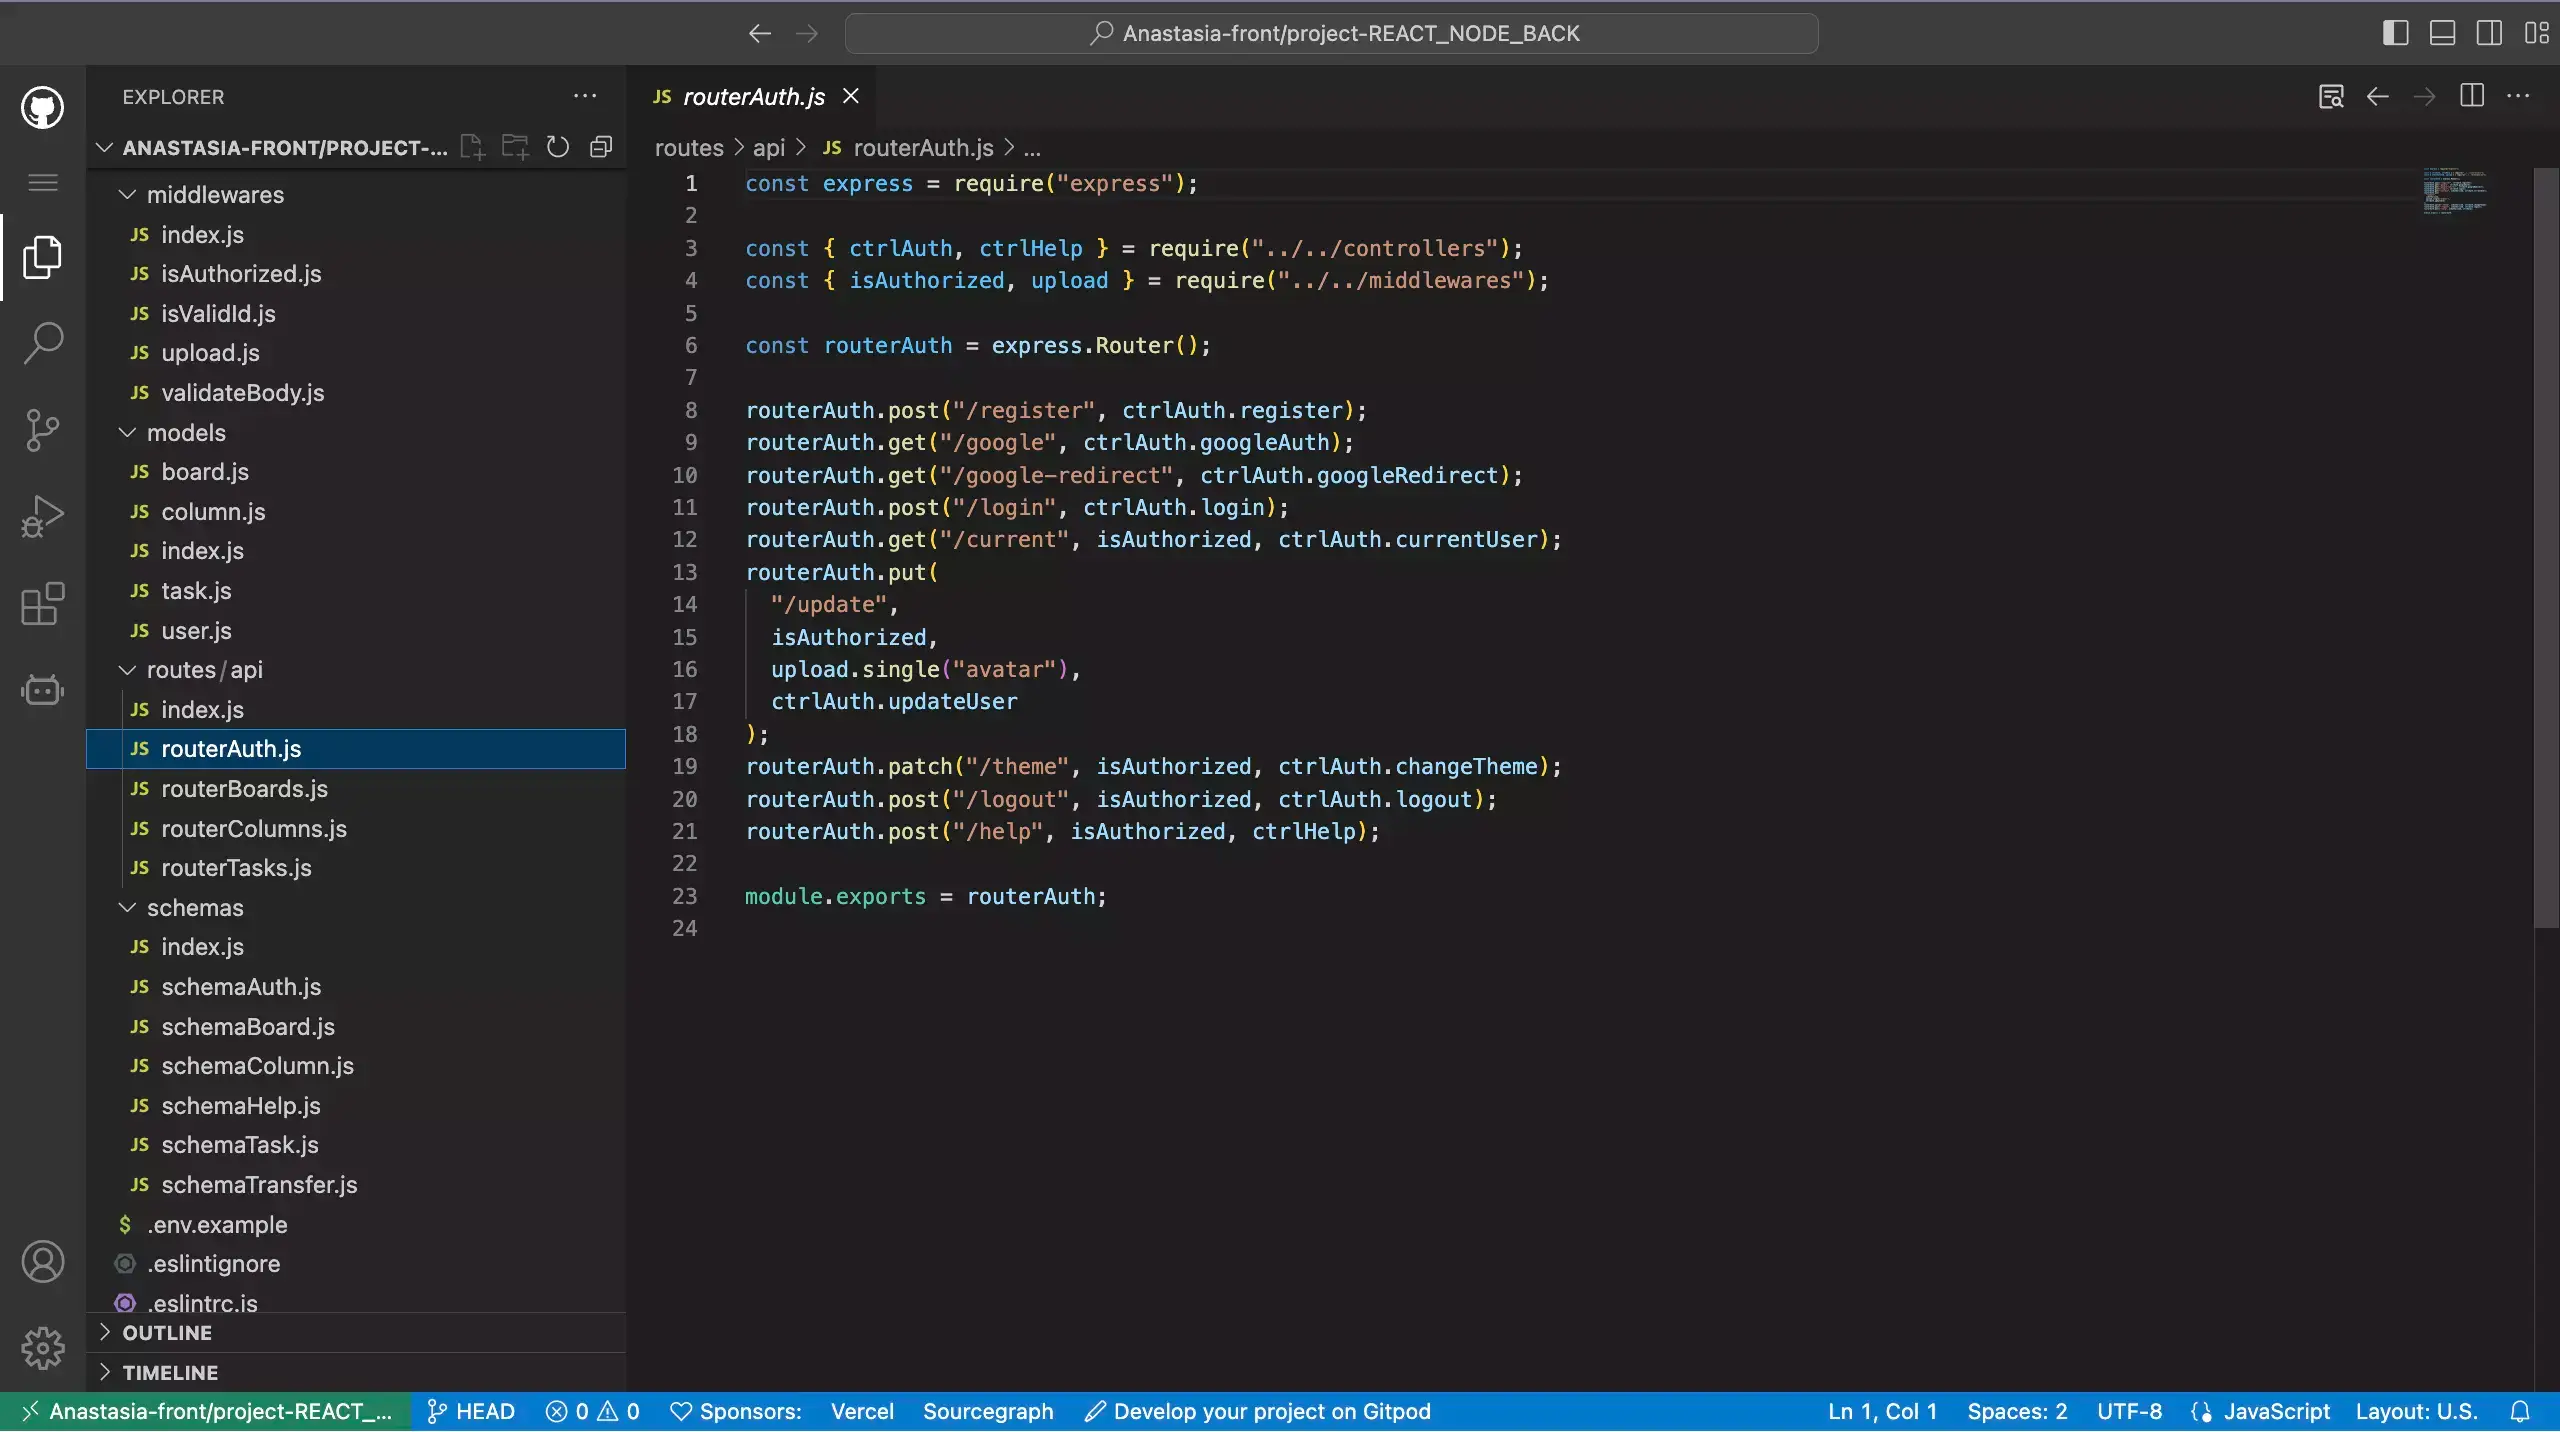 Anastasia-front/project-REACT_NODE_BACK
EXPLORER
ANASTASIA-FRONT/PROJECT-...
middlewares
JS index.js
JS isAuthorized.js
JS isValidId.js
JS upload.js
JS validateBody.js
models
JS board.js
JS column.js
JS index.js
JS task.js
JS user.js
routes/api
JS index.js
JS routerAuth.js
JS routerBoards.js
JS routerColumns.js
JS routerTasks.js
schemas
JS index.js
JS schemaAuth.js
JS schemaBoard.js
JS schemaColumn.js
JS schemaHelp.js
JS schemaTask.js
JS schemaTransfer.js
$ .env.example
.eslintignore
.eslintrc.js
OUTLINE
TIMELINE
JS routerAuth.js
routes > api > JS routerAuth.js > ...
1 const express = require("express");
2
3 const { ctrlAuth, ctrlHelp } = require("../../controllers");
4 const { isAuthorized, upload } = require("../../middlewares");
5
6 const routerAuth = express.Router();
7
8 routerAuth.post("/register", ctrlAuth.register);
9 routerAuth.get("/google", ctrlAuth.googleAuth);
10 routerAuth.get("/google-redirect", ctrlAuth.googleRedirect);
11 routerAuth.post("/login", ctrlAuth.login);
12 routerAuth.get("/current", isAuthorized, ctrlAuth.currentUser);
13 routerAuth.put(
14 "/update",
15 isAuthorized,
16 upload.single("avatar"),
17 ctrlAuth.updateUser
18 );
19 routerAuth.patch("/theme", isAuthorized, ctrlAuth.changeTheme);
20 routerAuth.post("/logout", isAuthorized, ctrlAuth.logout);
21 routerAuth.post("/help", isAuthorized, ctrlHelp);
22
23 module.exports = routerAuth;
24
Anastasia-front/project-REACT_... HEAD 0 0 Sponsors: Vercel Sourcegraph Develop your project on Gitpod Ln 1, Col 1 Spaces: 2 UTF-8 JavaScript Layout: U.S.